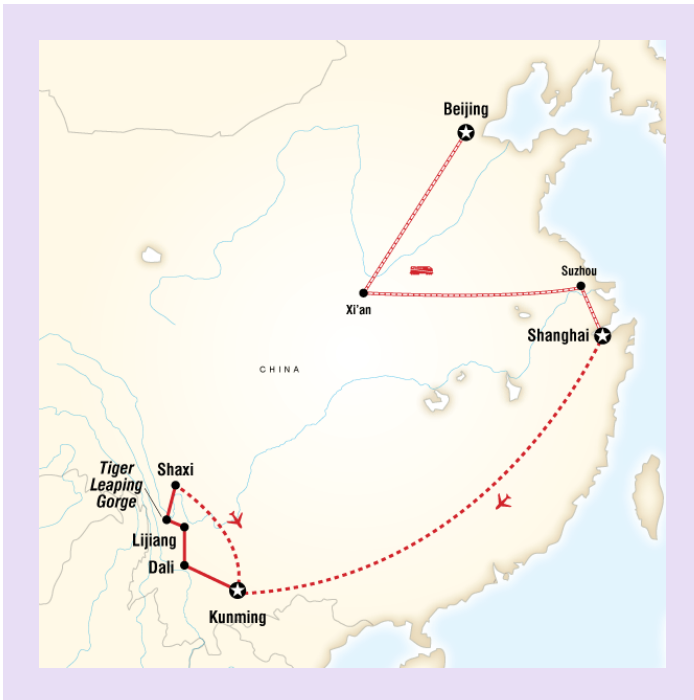 Beijing
Suzhou
Xi'an
Shanghai
CHINA
Shaxi
Tiger
Leaping
Gorge
Lijiang
Dali
Kunming